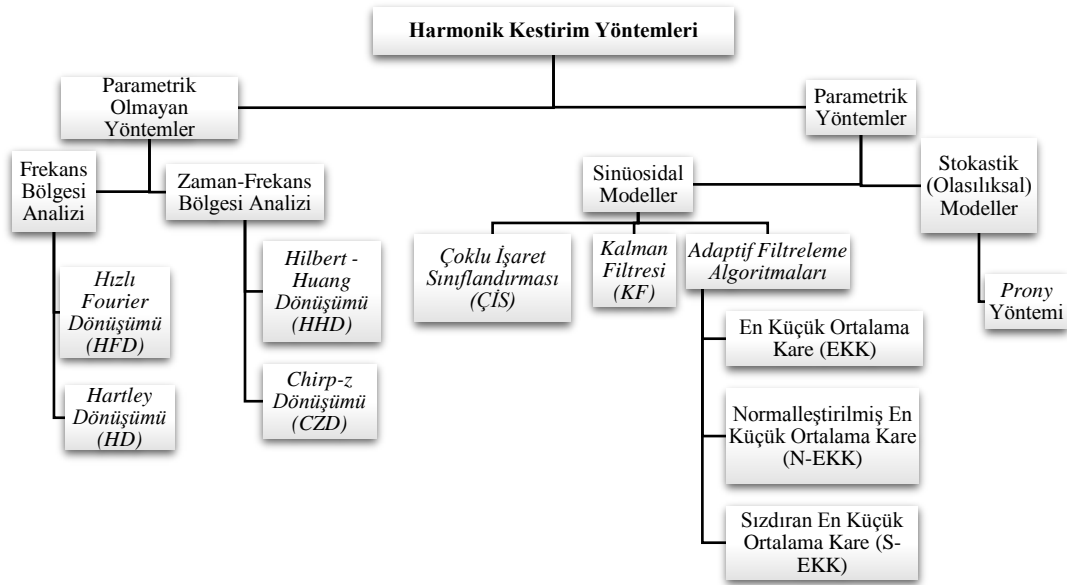 Harmonik Kestirim Yöntemleri
Parametrik
Olmayan
Yöntemler
Parametrik
Yöntemler
Frekans
Bölgesi
Analizi
Zaman-Frekans
Bölgesi Analizi
Sinüosidal
Modeller
Stokastik
(Olasılıksal)
Modeller
Hızlı
Fourier
Dönüşümü
(HFD)
Hartley
Dönüşümü
(HD)
Hilbert -
Huang
Dönüşümü
(HHD)
Chirp-z
Dönüşümü
(CZD)
Çoklu İşaret
Sınıflandırması
(ÇİS)
Kalman
Filtresi
(KF)
Adaptif Filtreleme
Algoritmaları
En Küçük Ortalama
Kare (EKK)
Normalleştirilmiş En
Küçük Ortalama Kare
(N-EKK)
Sızdıran En Küçük
Ortalama Kare (S-
EKK)
Prony
Yöntemi